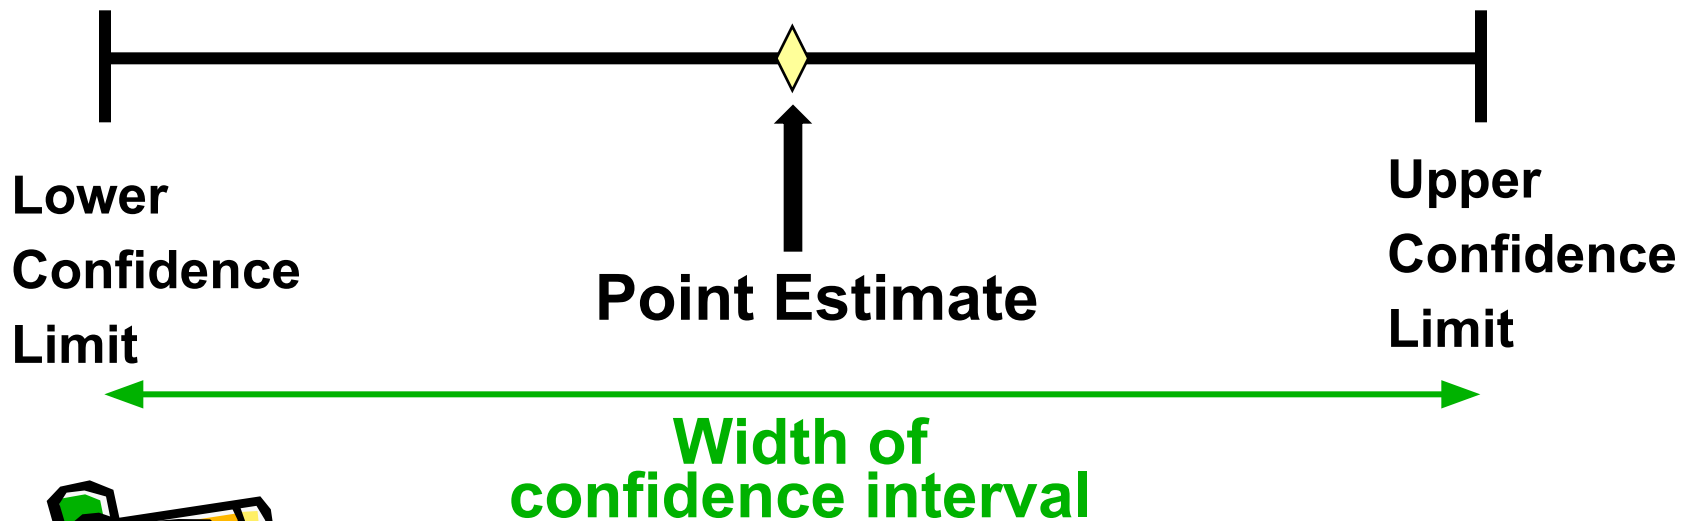 Lower
Confidence
Limit
Point Estimate
Upper
Confidence
Limit
Width of
confidence interval